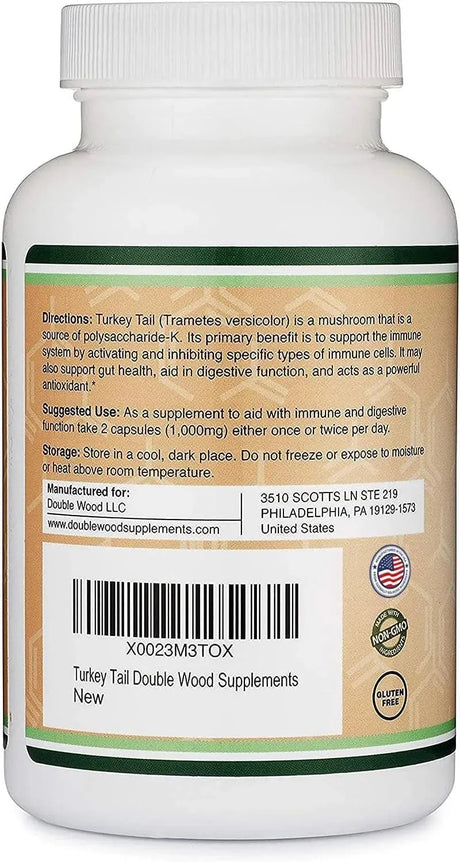 Directions: Turkey Tail (Trametes versicolor) is a mushroom that is a
source of polysaccharide-K. Its primary benefit is to support the immune
system by activating and inhibiting specific types of immune cells. It may
also support gut health, aid in digestive function, and acts as a powerful
antioxidant.*
Suggested Use: As a supplement to aid with immune and digestive
function take 2 capsules (1,000mg) either once or twice per day.
Storage: Store in a cool, dark place. Do not freeze or expose to moisture
or heat above room temperature.
Manufactured for:
Double Wood LLC
www.doublewoodsupplements.com
3510 SCOTTS LN STE 219
PHILADELPHIA, PA 19129-1573
United States
X0023M3TOX
Turkey Tail Double Wood Supplements
New
MADE WITH
NON-GMO
INGREDIENTS
GLUTEN
FREE